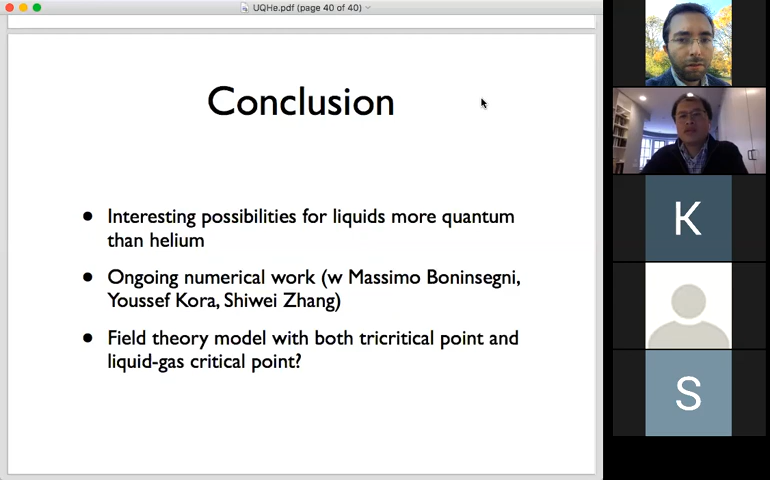 UQHe.pdf (page 40 of 40)
Conclusion
Interesting possibilities for liquids more quantum
than helium
Ongoing numerical work (w Massimo Boninsegni,
Youssef Kora, Shiwei Zhang)
Field theory model with both tricritical point and
liquid-gas critical point?
K
S